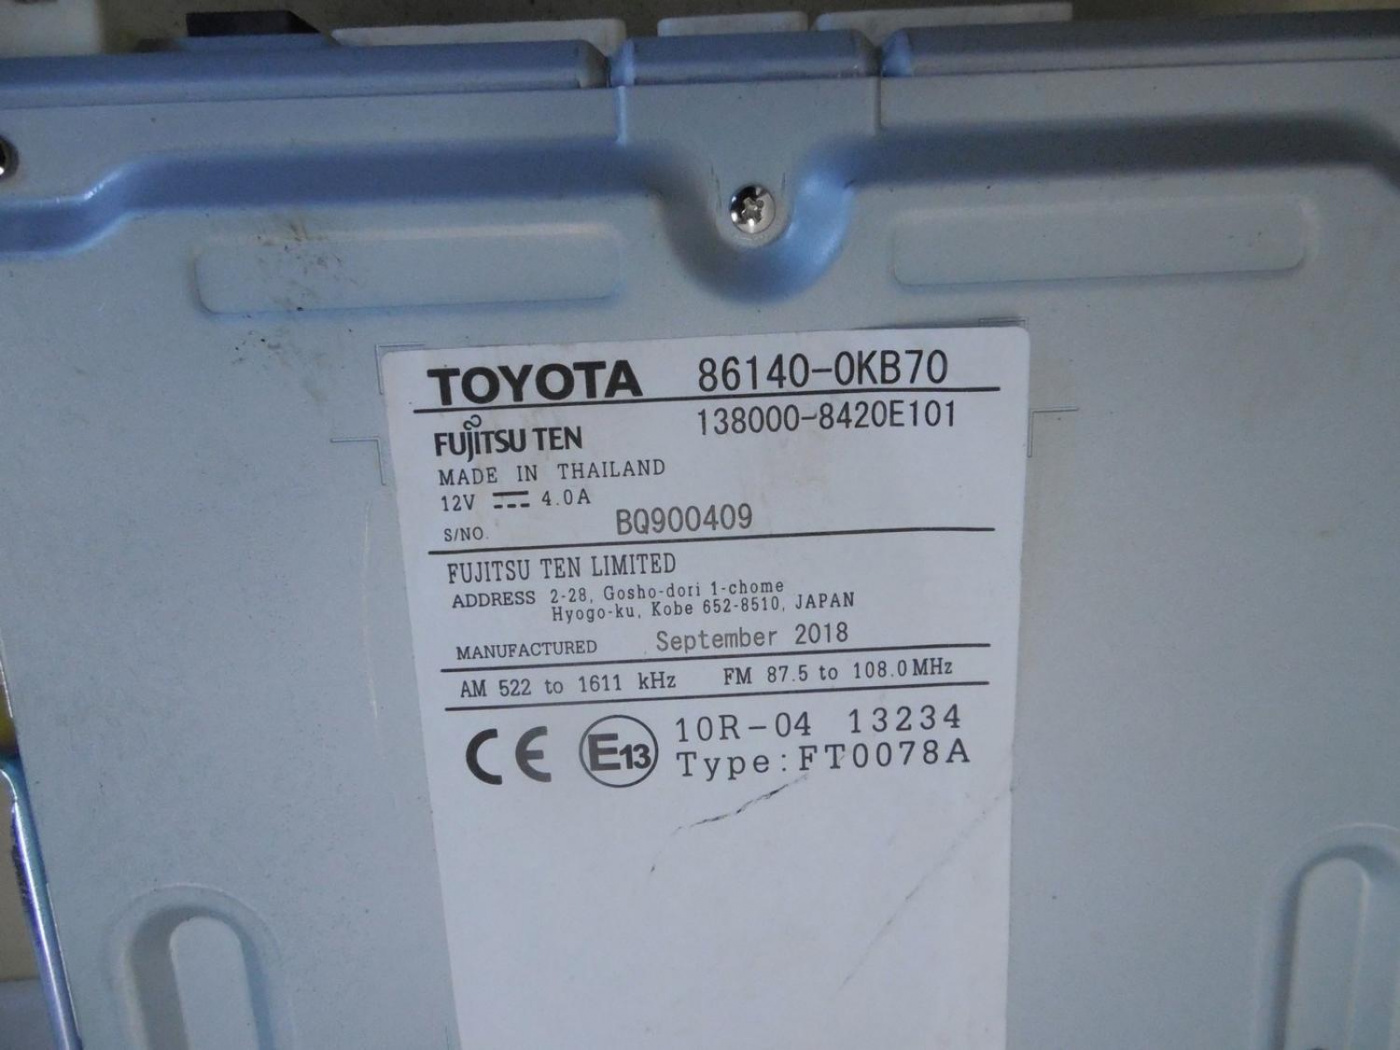 TOYOTA 86140-0KB70
FUJITSU TEN 138000-8420E101
MADE IN THAILAND
12V 4.0A
S/NO. BQ900409
FUJITSU TEN LIMITED
ADDRESS 2-28, Gosho-dori 1-chome
Hyogo-ku, Kobe 652-8510, JAPAN
MANUFACTURED September 2018
AM 522 to 1611 kHz FM 87.5 to 108.0MHz
CE E13 10R-04 13234
Type:FT0078A